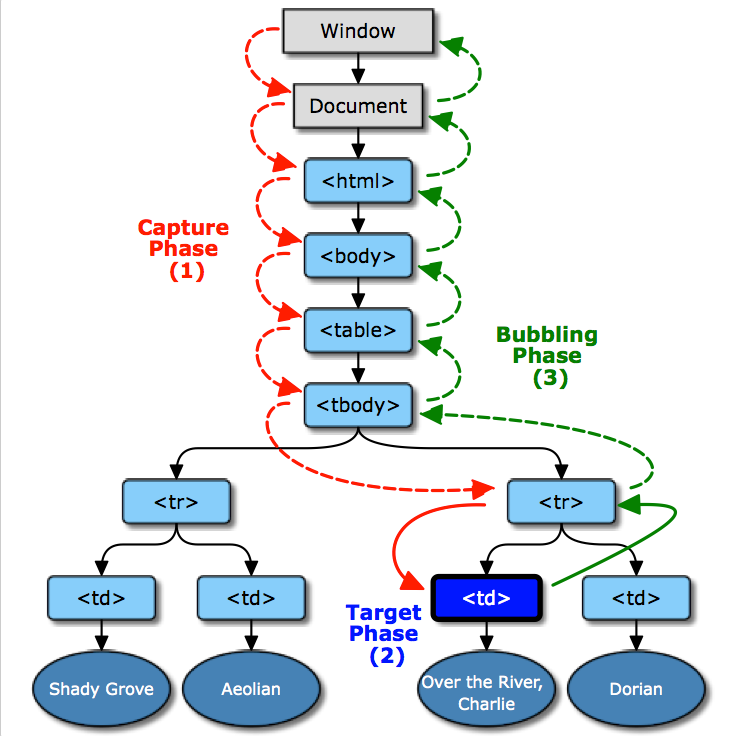 Window
Document
<html>
<body>
Capture
Phase
(1)
<table>
Bubbling
Phase
(3)
<tbody>
<tr>
<tr>
<td>
<td>
<td>
<td>
Target
Phase
(2)
Shady Grove
Aeolian
Over the River,
Charlie
Dorian